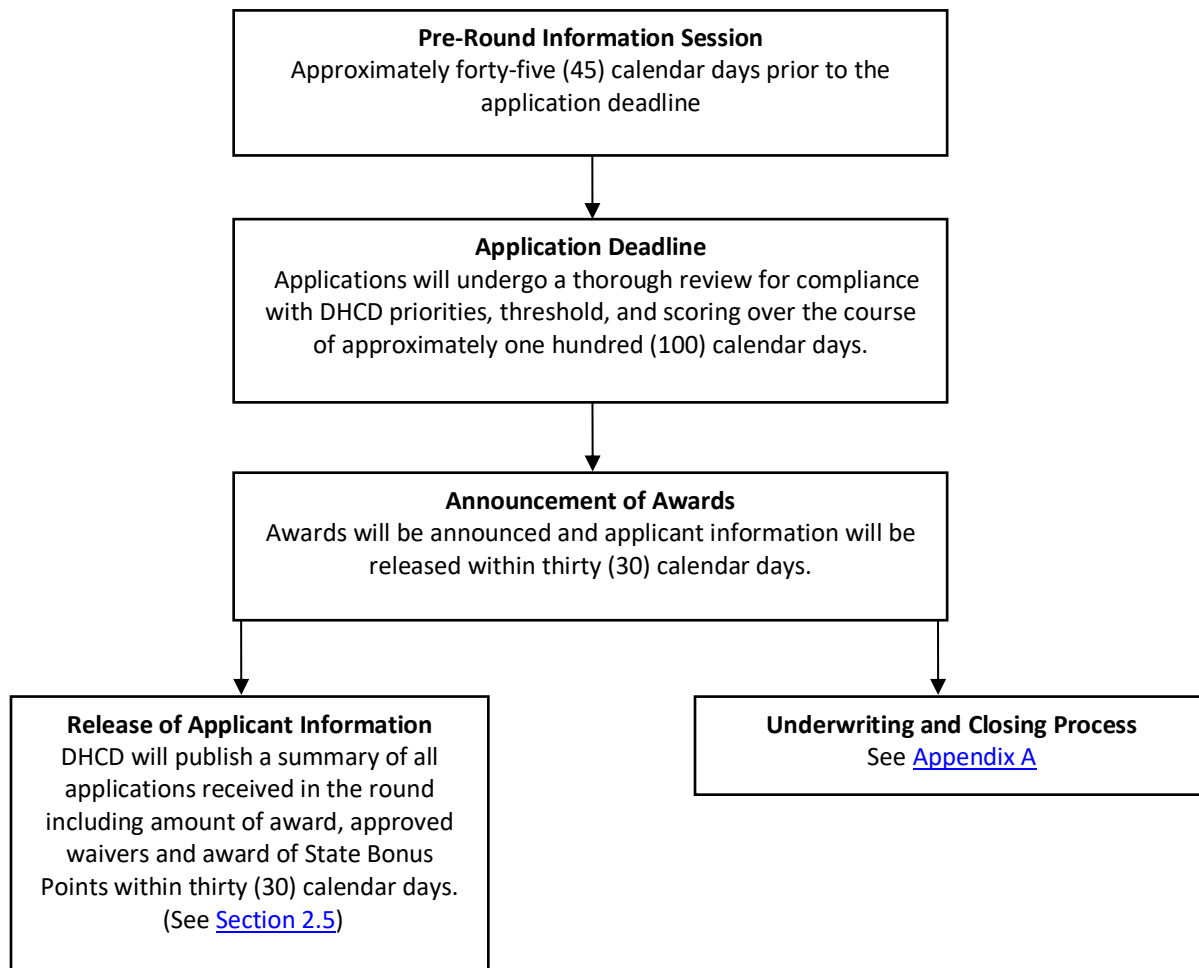 Pre-Round Information Session
Approximately forty-five (45) calendar days prior to the
application deadline
Application Deadline
Applications will undergo a thorough review for compliance
with DHCD priorities, threshold, and scoring over the course
of approximately one hundred (100) calendar days.
Announcement of Awards
Awards will be announced and applicant information will be
released within thirty (30) calendar days.
Release of Applicant Information
DHCD will publish a summary of all
applications received in the round
including amount of award, approved
waivers and award of State Bonus
Points within thirty (30) calendar days.
(See Section 2.5)
Underwriting and Closing Process
See Appendix A